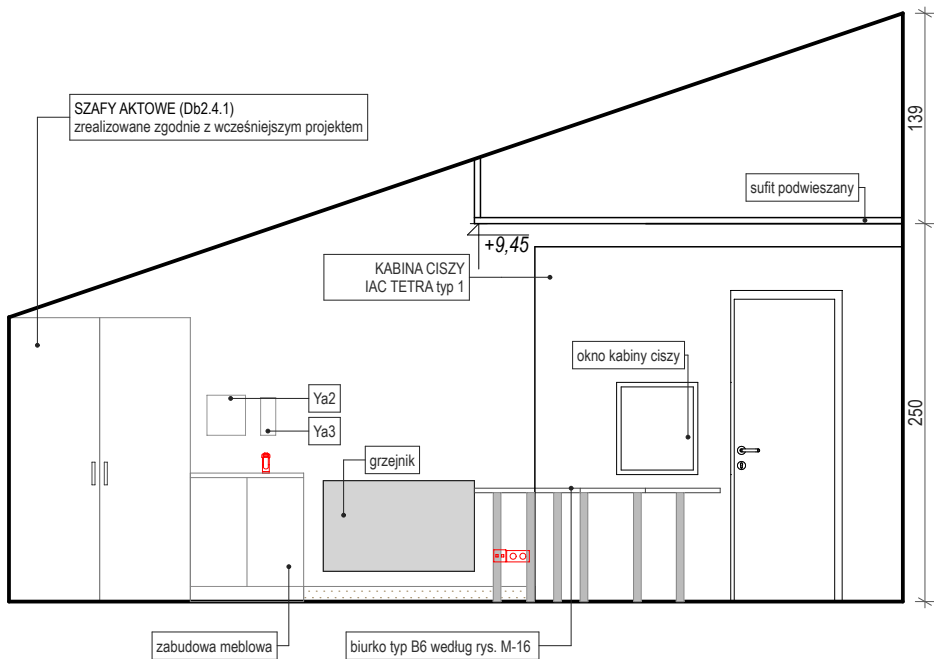 SZAFY AKTOWE (Db2.4.1)
zrealizowane zgodnie z wcześniejszym projektem
139
sufit podwieszany
+9,45
KABINA CISZY
IAC TETRA typ 1
okno kabiny ciszy
Ya2
Ya3
250
grzejnik
zabudowa meblowa
biurko typ B6 według rys. M-16